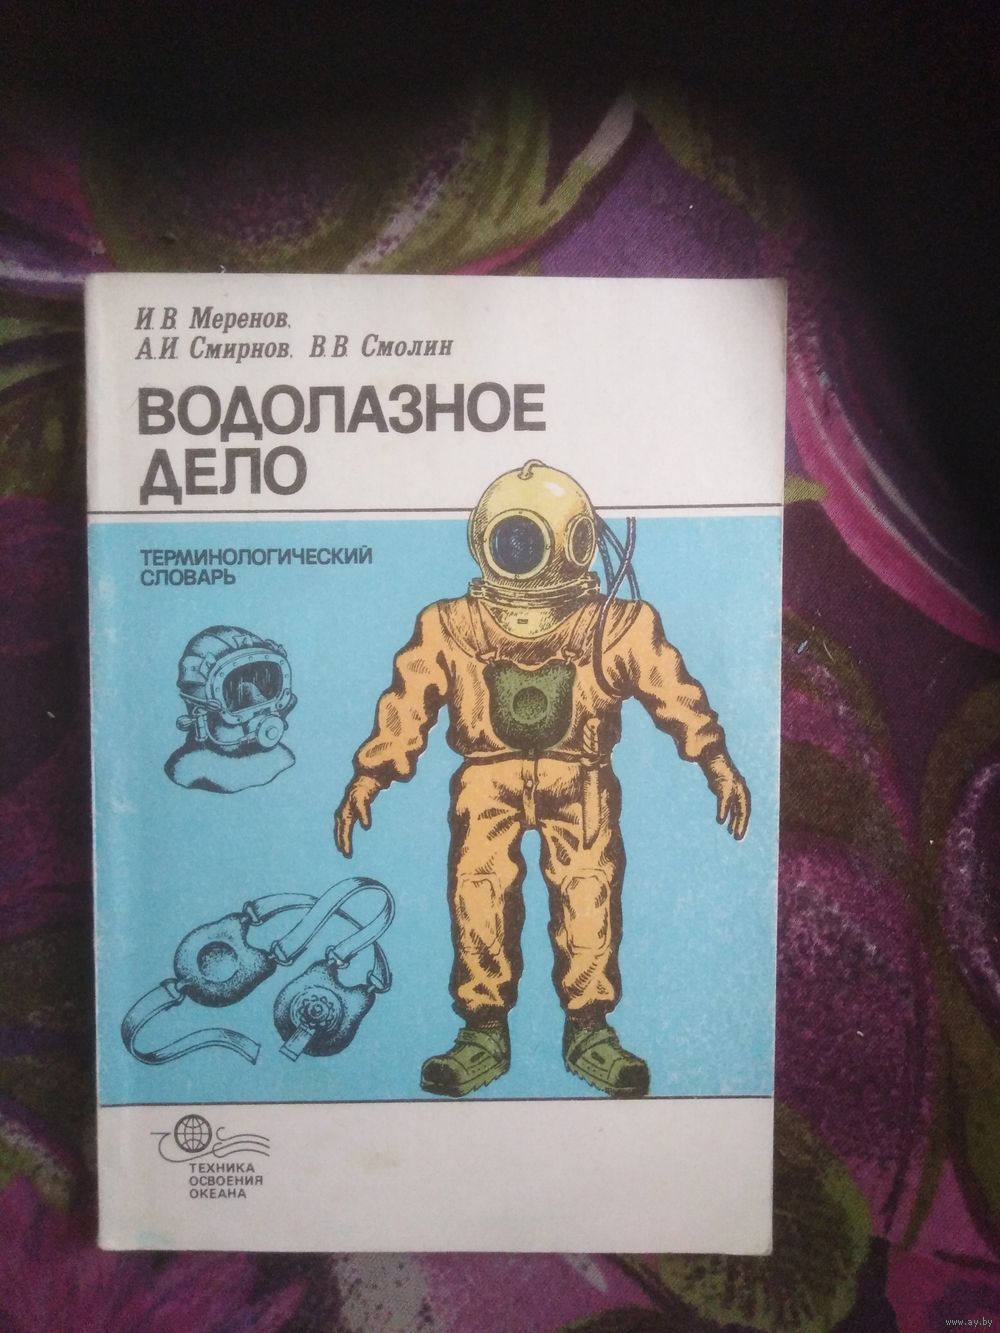 И. В. Меренов,
А.И. Смирнов, В.В. Смолин
ВОДОЛАЗНОЕ
ДЕЛО
ТЕРМИНОЛОГИЧЕСКИЙ
СЛОВАРЬ
ТЕХНИКА
ОСВОЕНИЯ
ОКЕАНА
www.ay.by